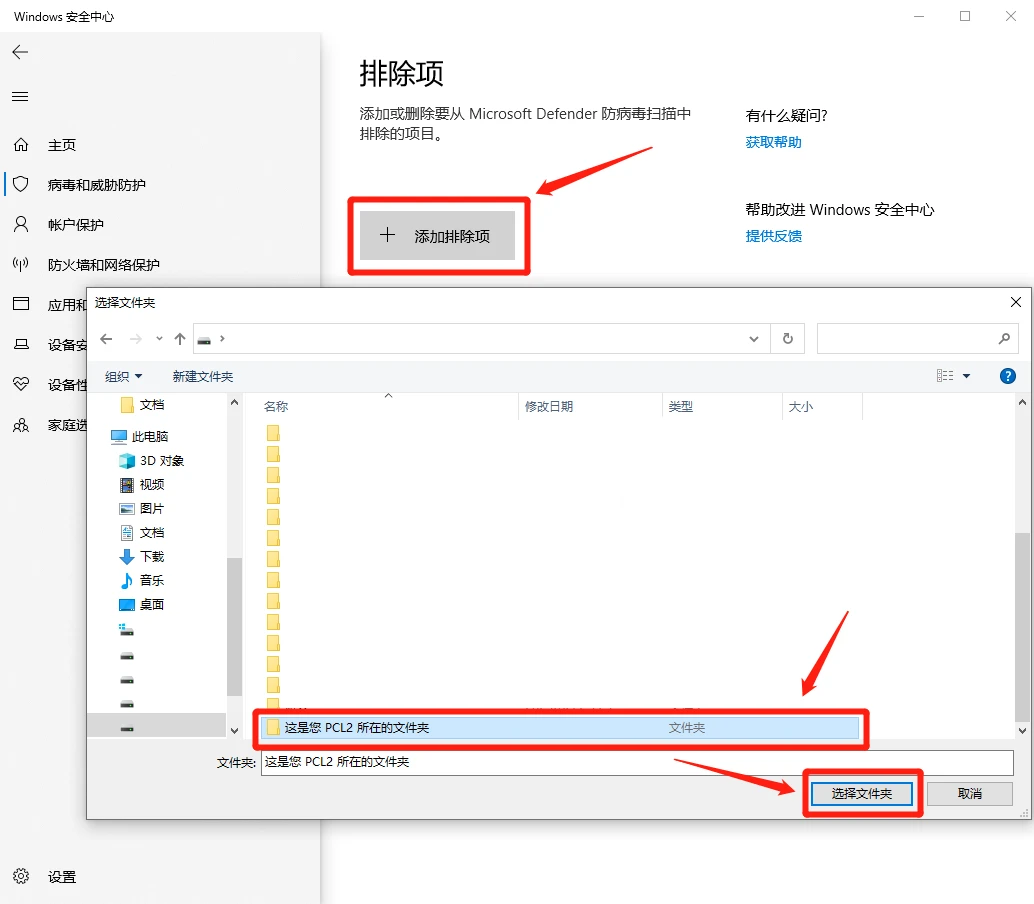 Windows 安全中心
主页
病毒和威胁防护
帐户保护
防火墙和网络保护
应用和
设备安
设备性
家庭选
设置
排除项
添加或删除要从 Microsoft Defender 防病毒扫描中
排除的项目。
添加排除项
有什么疑问?
获取帮助
帮助改进 Windows 安全中心
提供反馈
选择文件夹
组织
新建文件夹
文档
此电脑
3D 对象
视频
图片
文档
下载
音乐
桌面
名称 修改日期 类型 大小
这是您 PCL2 所在的文件夹 文件夹
文件夹: 这是您 PCL2 所在的文件夹
选择文件夹 取消